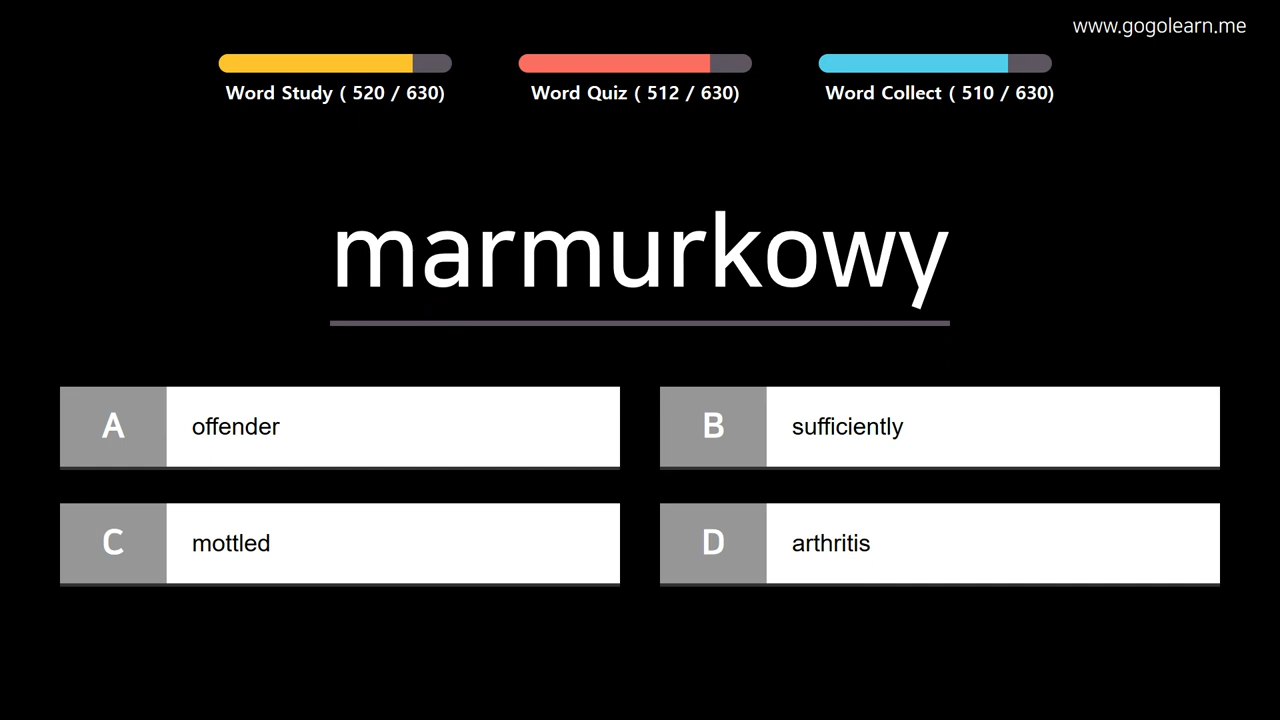 www.gogolearn.me
Word Study ( 520 / 630)
Word Quiz ( 512 / 630)
Word Collect ( 510 / 630)
marmurkowy
A offender
B sufficiently
C mottled
D arthritis